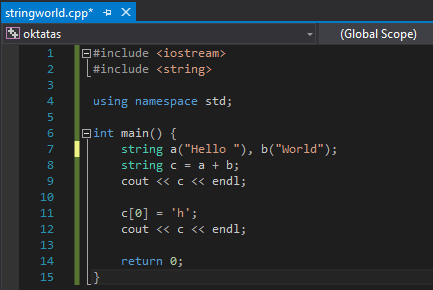 stringworld.cpp*
oktatas (Global Scope)
1 #include <iostream>
2 #include <string>
3
4 using namespace std;
5
6 int main() {
7 string a("Hello "), b("World");
8 string c = a + b;
9 cout << c << endl;
10
11 c[0] = 'h';
12 cout << c << endl;
13
14 return 0;
15 }